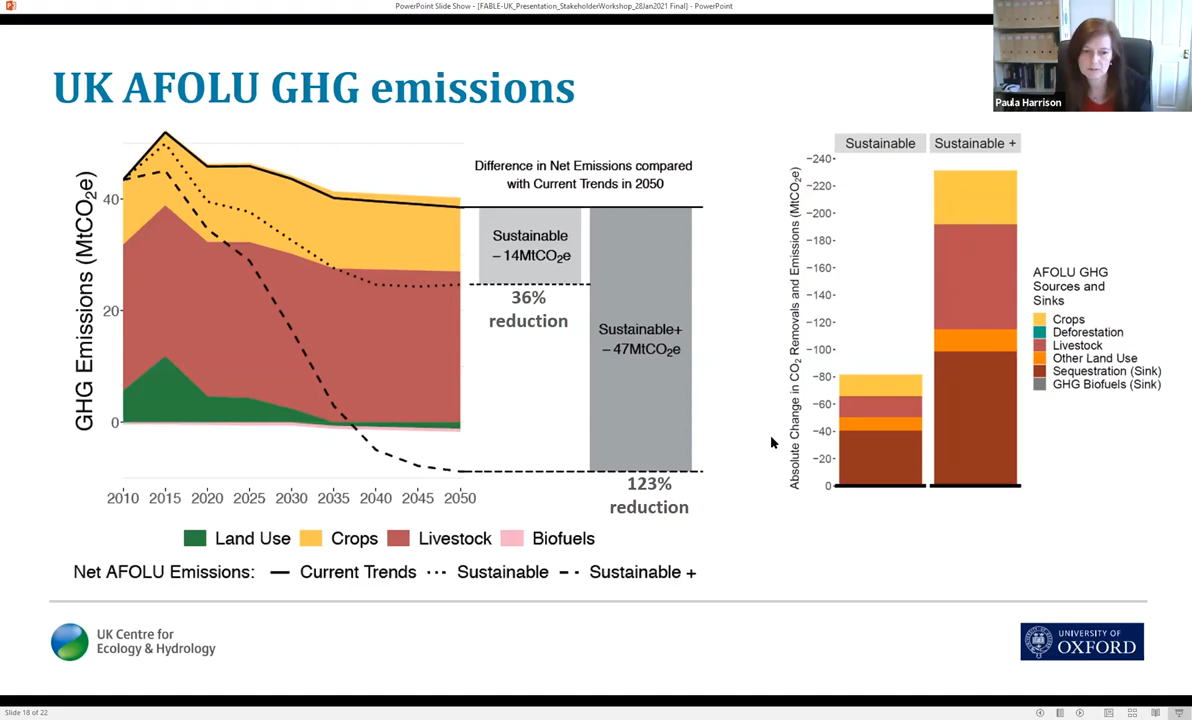 PowerPoint Slide Show - [FABLE-UK_Presentation_StakeholderWorkshop_28Jan2021 Final] - PowerPoint
Paula Harrison
UK AFOLU GHG emissions
GHG Emissions (MtCO2e)
40
20
0
2010 2015 2020 2025 2030 2035 2040 2045 2050
Difference in Net Emissions compared
with Current Trends in 2050
Sustainable
– 14MtCO2e
36%
reduction
Sustainable+
– 47MtCO2e
123%
reduction
Land Use Crops Livestock Biofuels
Net AFOLU Emissions: Current Trends Sustainable Sustainable +
Sustainable Sustainable +
Absolute Change in CO2 Removals and Emissions (MtCO2e)
−240
−220
−200
−180
−160
−140
−120
−100
−80
−60
−40
−20
0
AFOLU GHG
Sources and
Sinks
Crops
Deforestation
Livestock
Other Land Use
Sequestration (Sink)
GHG Biofuels (Sink)
UK Centre for
Ecology & Hydrology
UNIVERSITY OF
OXFORD
Slide 18 of 22